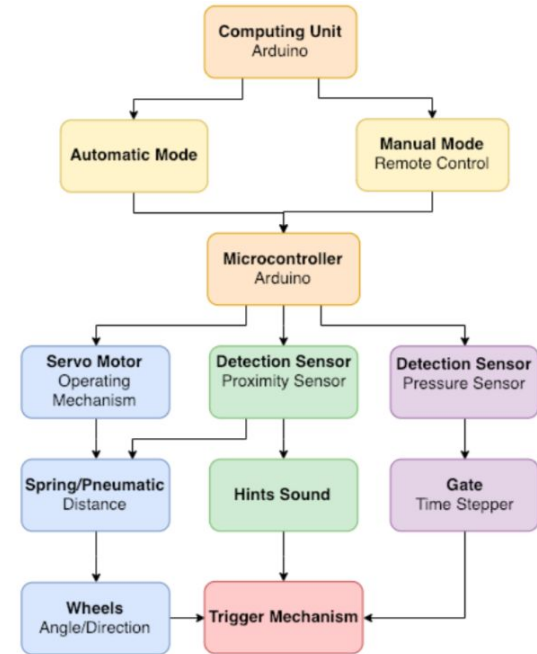 Computing Unit
Arduino
Automatic Mode
Manual Mode
Remote Control
Microcontroller
Arduino
Servo Motor
Operating
Mechanism
Detection Sensor
Proximity Sensor
Detection Sensor
Pressure Sensor
Spring/Pneumatic
Distance
Hints Sound
Gate
Time Stepper
Wheels
Angle/Direction
Trigger Mechanism